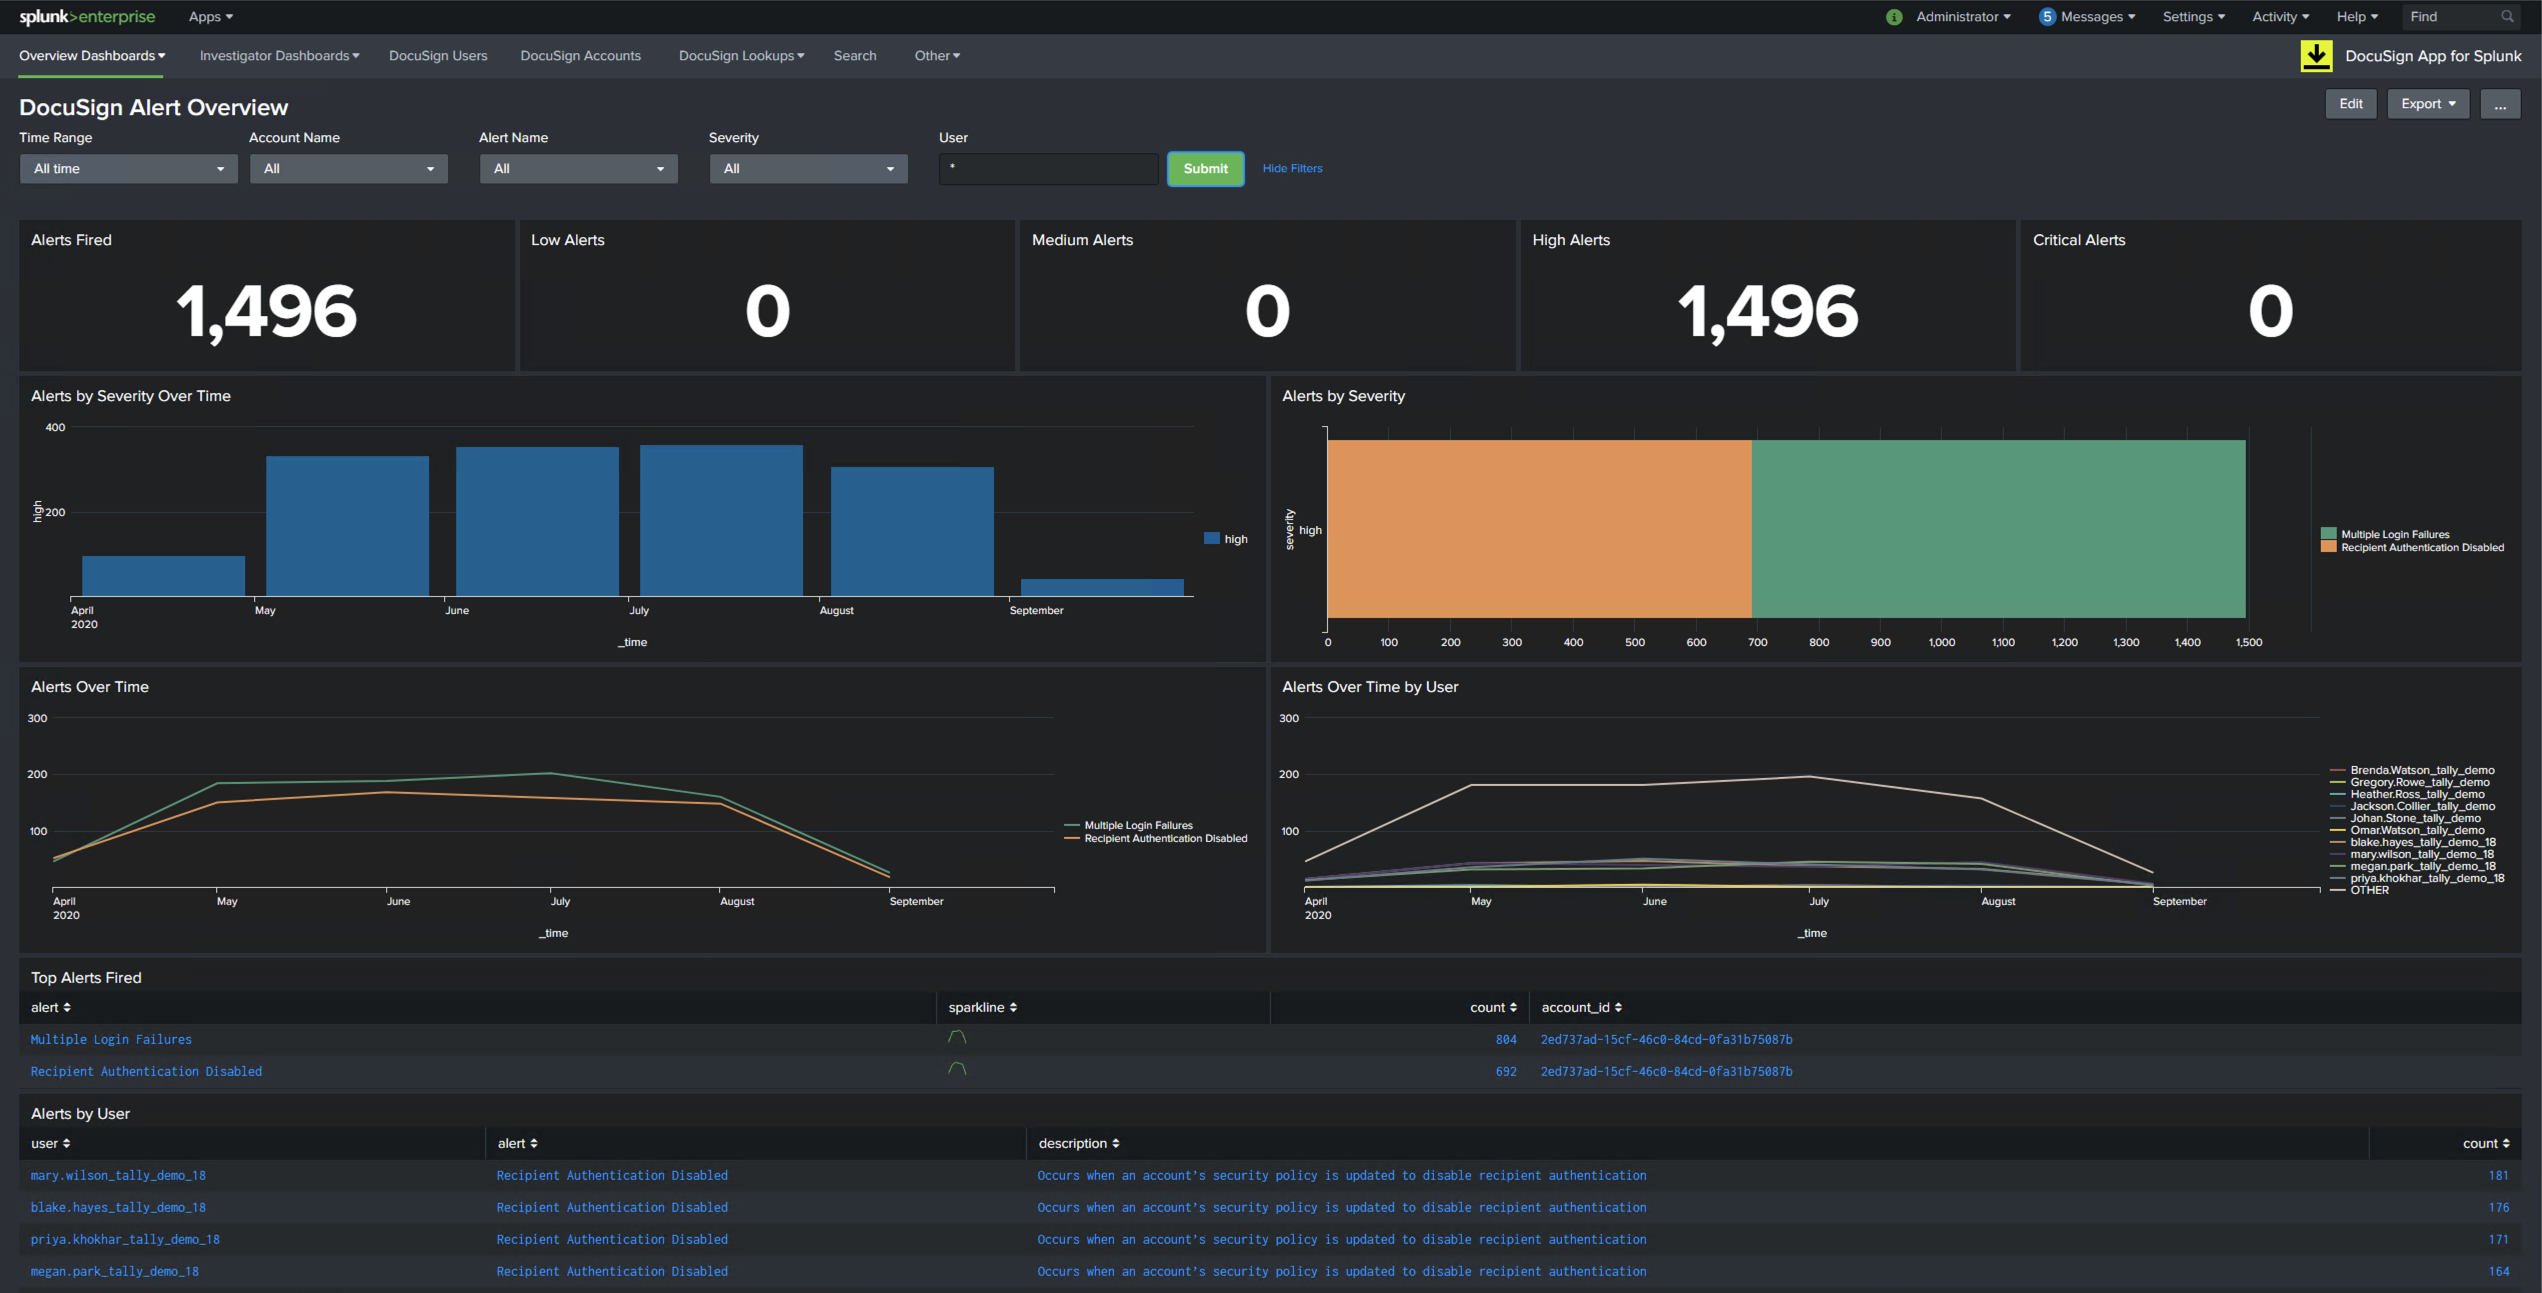 splunk>enterprise Apps
i Administrator 5 Messages Settings Activity Help Find
Overview Dashboards Investigator Dashboards DocuSign Users DocuSign Accounts DocuSign Lookups Search Other
DocuSign App for Splunk
DocuSign Alert Overview
Edit Export ...
Time Range Account Name Alert Name Severity User
All time All All All * Submit Hide Filters
Alerts Fired
1,496
Low Alerts
0
Medium Alerts
0
High Alerts
1,496
Critical Alerts
0
Alerts by Severity Over Time
400
200
high
high
April May June July August September
2020
_time
Alerts by Severity
severity
high
Multiple Login Failures
Recipient Authentication Disabled
0 100 200 300 400 500 600 700 800 900 1,000 1,100 1,200 1,300 1,400 1,500
Alerts Over Time
300
200
100
Multiple Login Failures
Recipient Authentication Disabled
April May June July August September
2020
_time
Alerts Over Time by User
300
200
100
Brenda.Watson_tally_demo
Gregory.Rowe_tally_demo
Heather.Ross_tally_demo
Jackson.Collier_tally_demo
Johan.Stone_tally_demo
Omar.Watson_tally_demo
blake.hayes_tally_demo_18
mary.wilson_tally_demo_18
megan.park_tally_demo_18
priya.khokhar_tally_demo_18
OTHER
April May June July August September
2020
_time
Top Alerts Fired
alert sparkline count account_id
Multiple Login Failures 804 2ed737ad-15cf-46c0-84cd-0fa31b75087b
Recipient Authentication Disabled 692 2ed737ad-15cf-46c0-84cd-0fa31b75087b
Alerts by User
user alert description count
mary.wilson_tally_demo_18 Recipient Authentication Disabled Occurs when an account's security policy is updated to disable recipient authentication 181
blake.hayes_tally_demo_18 Recipient Authentication Disabled Occurs when an account's security policy is updated to disable recipient authentication 176
priya.khokhar_tally_demo_18 Recipient Authentication Disabled Occurs when an account's security policy is updated to disable recipient authentication 171
megan.park_tally_demo_18 Recipient Authentication Disabled Occurs when an account's security policy is updated to disable recipient authentication 164